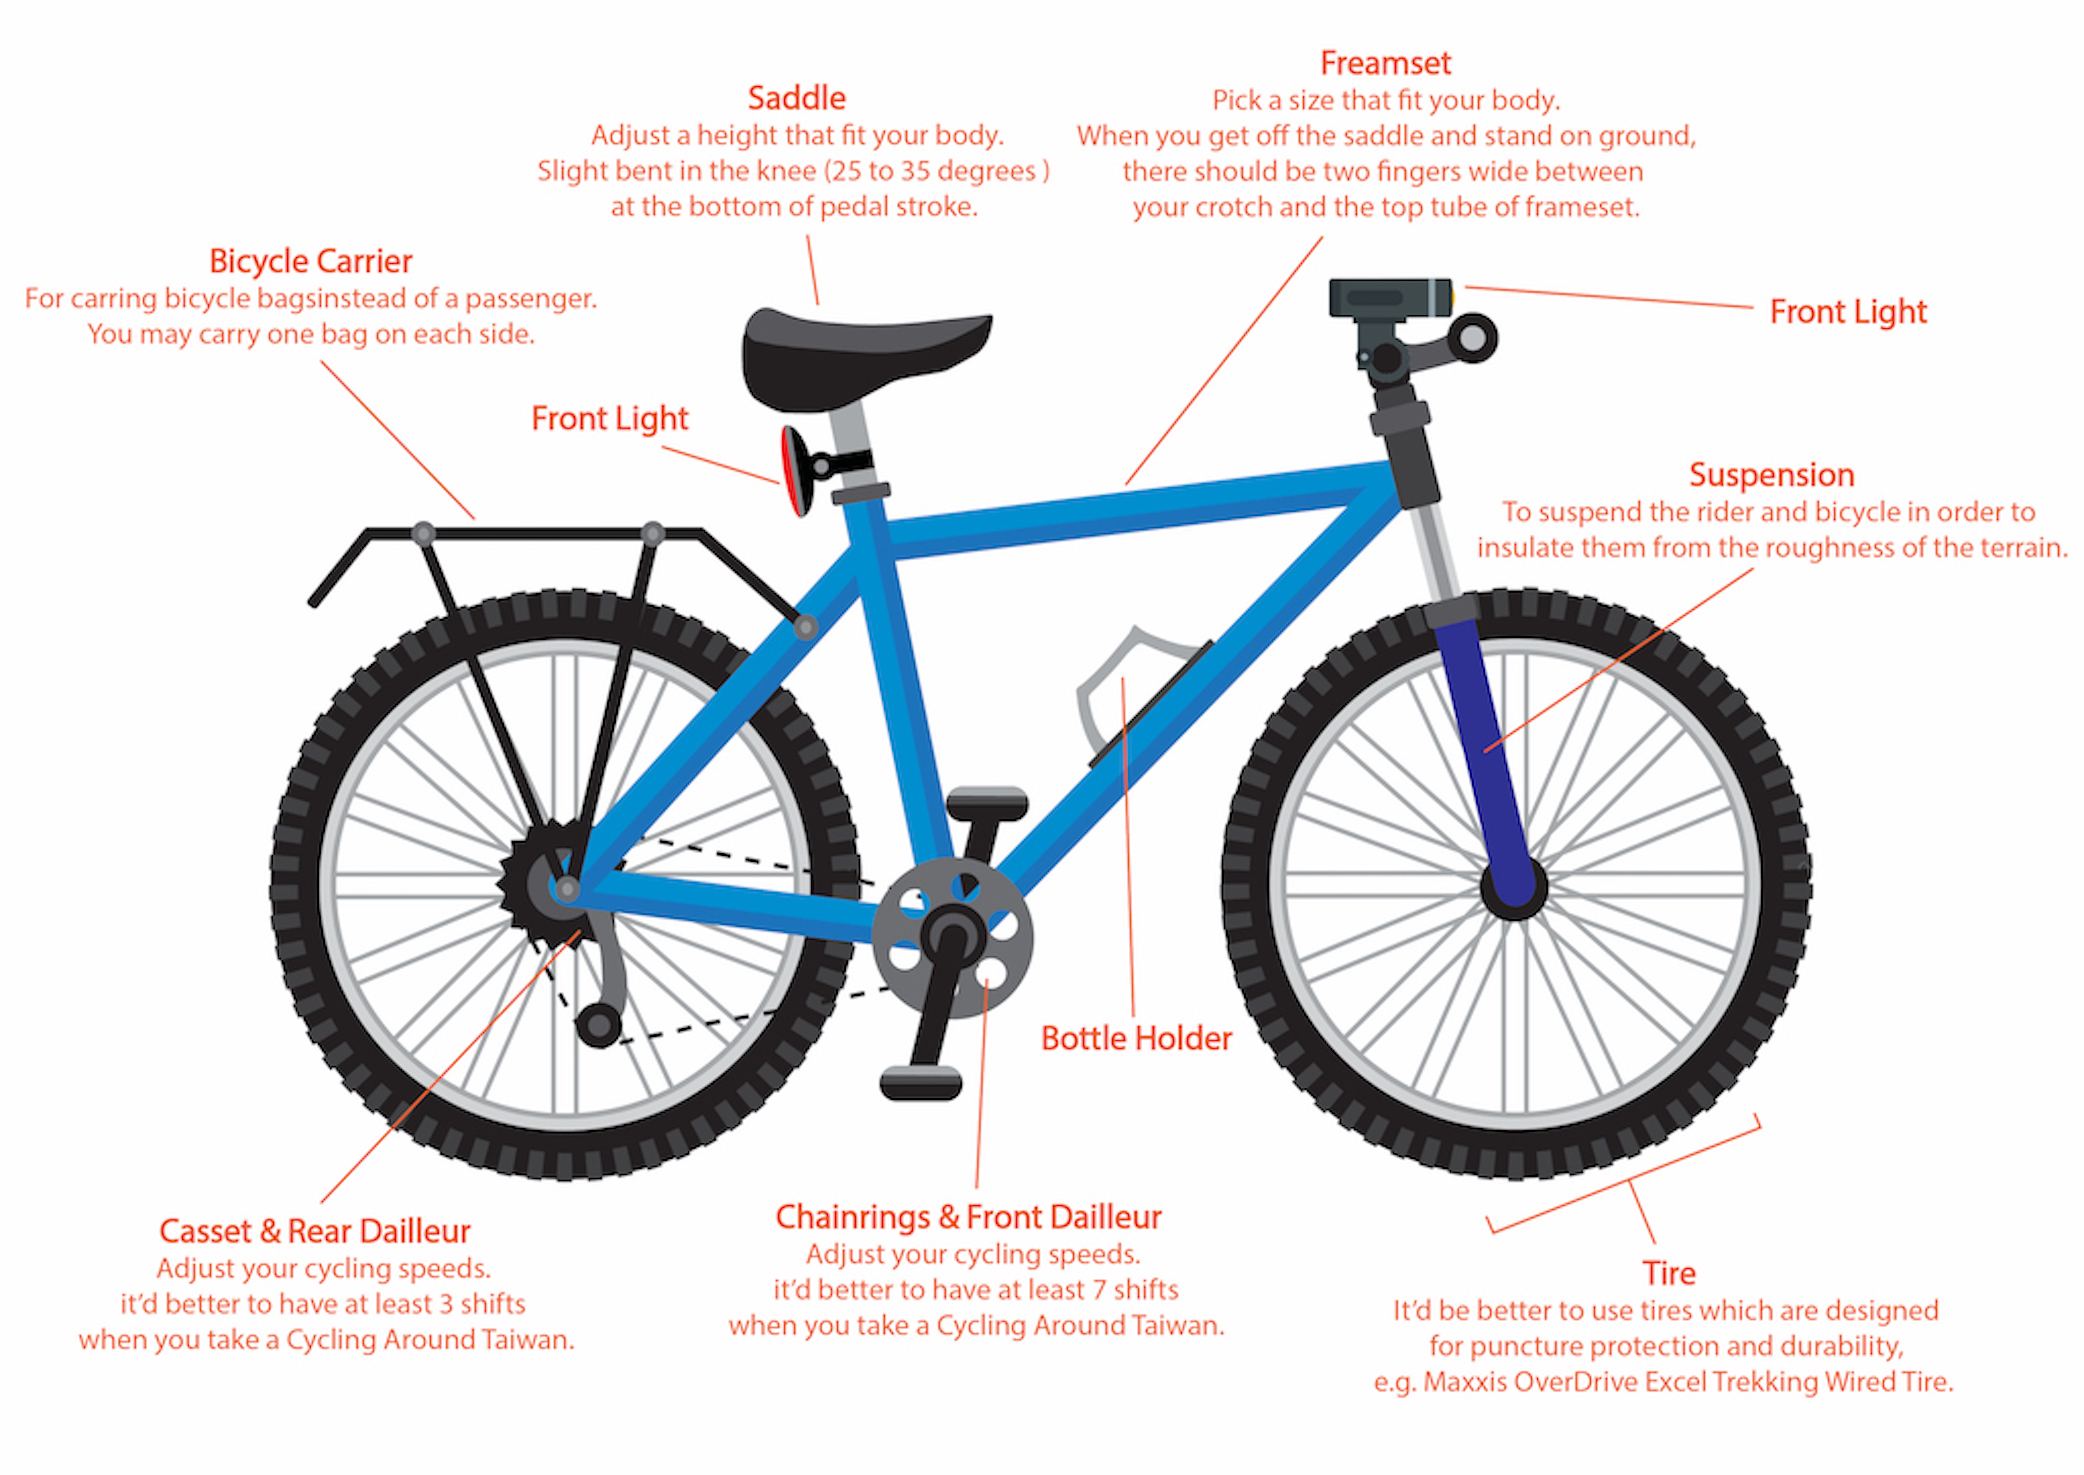 Freamset
Pick a size that fit your body.
When you get off the saddle and stand on ground,
there should be two fingers wide between
your crotch and the top tube of frameset.
Saddle
Adjust a height that fit your body.
Slight bent in the knee (25 to 35 degrees )
at the bottom of pedal stroke.
Bicycle Carrier
For carring bicycle bagsinstead of a passenger.
You may carry one bag on each side.
Front Light
Front Light
Suspension
To suspend the rider and bicycle in order to
insulate them from the roughness of the terrain.
Bottle Holder
Casset & Rear Dailleur
Adjust your cycling speeds.
it'd better to have at least 3 shifts
when you take a Cycling Around Taiwan.
Chainrings & Front Dailleur
Adjust your cycling speeds.
it'd better to have at least 7 shifts
when you take a Cycling Around Taiwan.
Tire
It'd be better to use tires which are designed
for puncture protection and durability,
e.g. Maxxis OverDrive Excel Trekking Wired Tire.